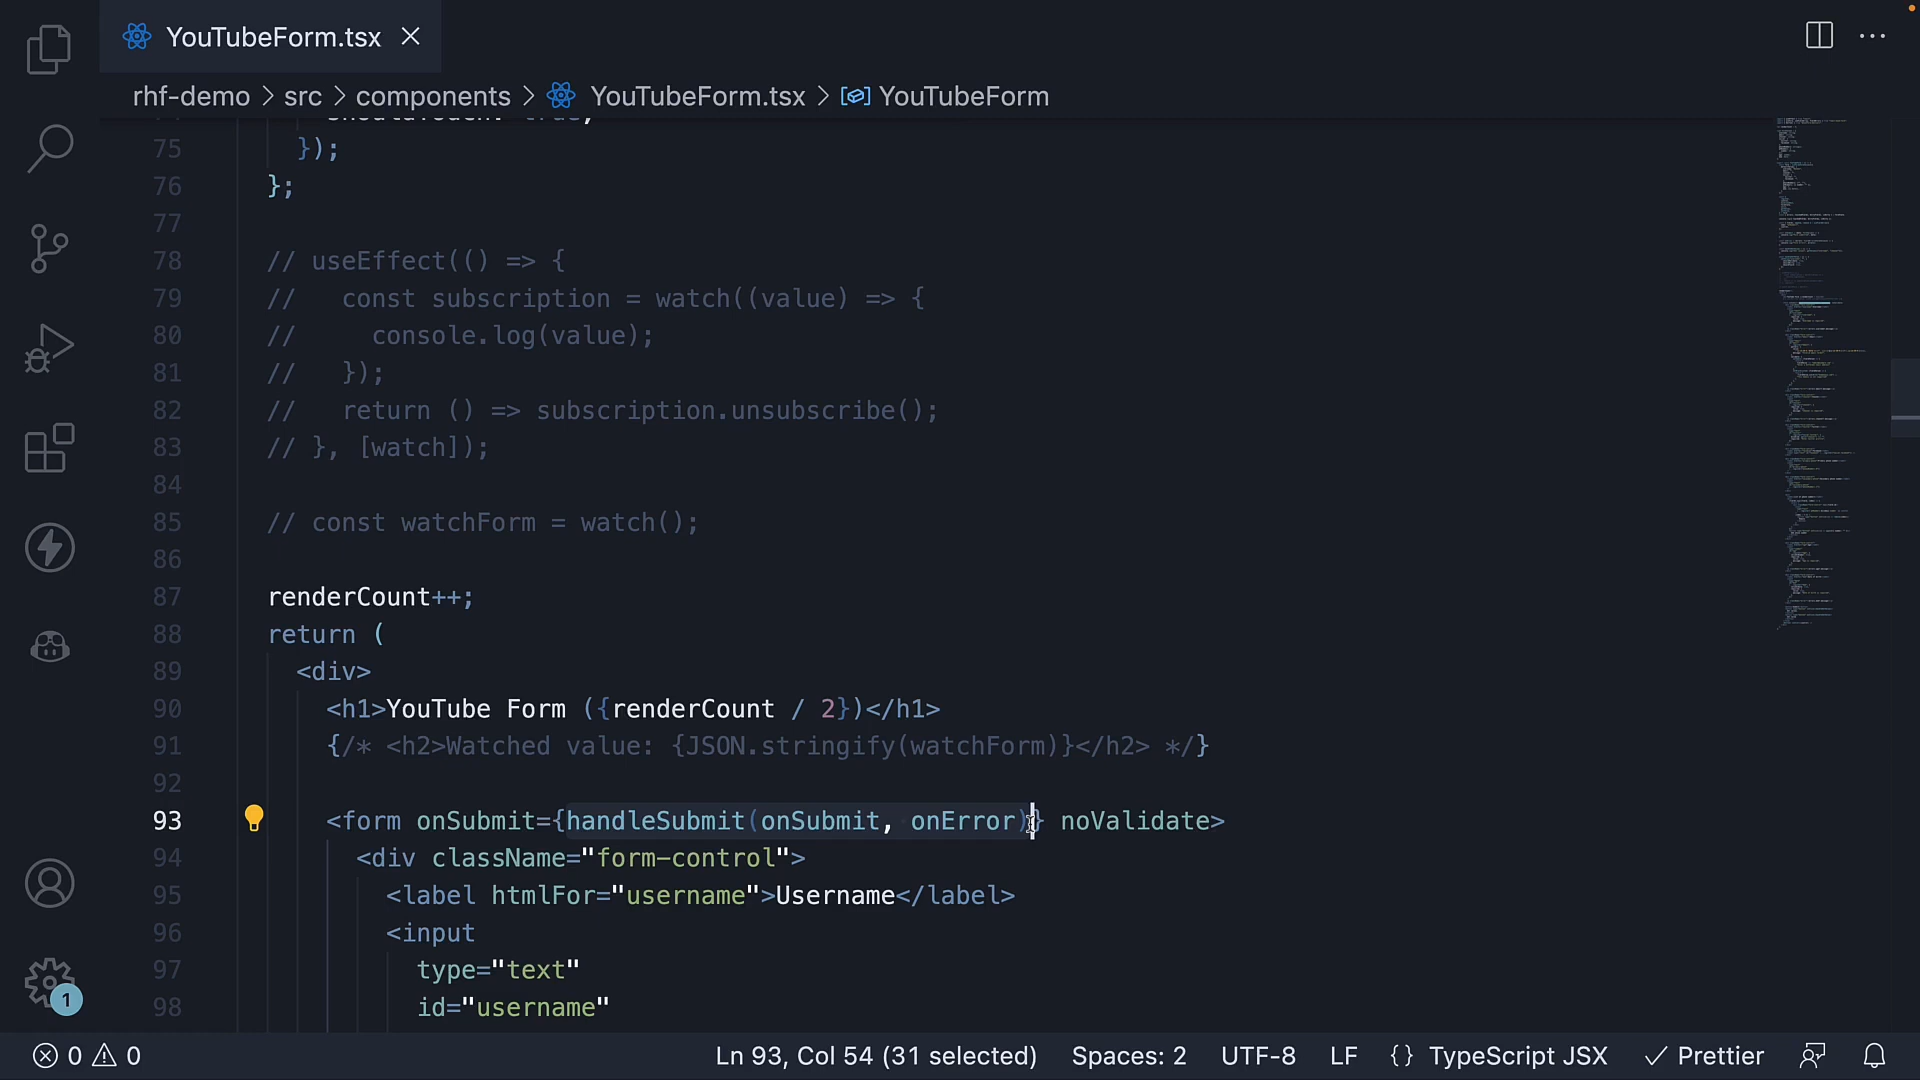 YouTubeForm.tsx
rhf-demo > src > components > YouTubeForm.tsx > YouTubeForm
75 });
76 };
77
78 // useEffect(() => {
79 //   const subscription = watch((value) => {
80 //     console.log(value);
81 //   });
82 //   return () => subscription.unsubscribe();
83 // }, [watch]);
84
85 // const watchForm = watch();
86
87 renderCount++;
88 return (
89 <div>
90 <h1>YouTube Form ({renderCount / 2})</h1>
91 {/* <h2>Watched value: {JSON.stringify(watchForm)}</h2> */}
92
93 <form onSubmit={handleSubmit(onSubmit, onError)} noValidate>
94 <div className="form-control">
95 <label htmlFor="username">Username</label>
96 <input
97 type="text"
98 id="username"
1
0 0 Ln 93, Col 54 (31 selected) Spaces: 2 UTF-8 LF {} TypeScript JSX Prettier